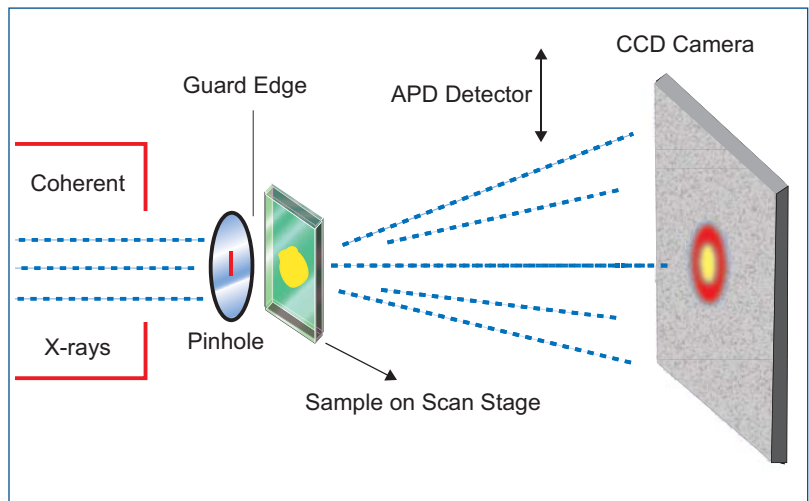 CCD Camera
Guard Edge
APD Detector
Coherent
X-rays
Pinhole
Sample on Scan Stage